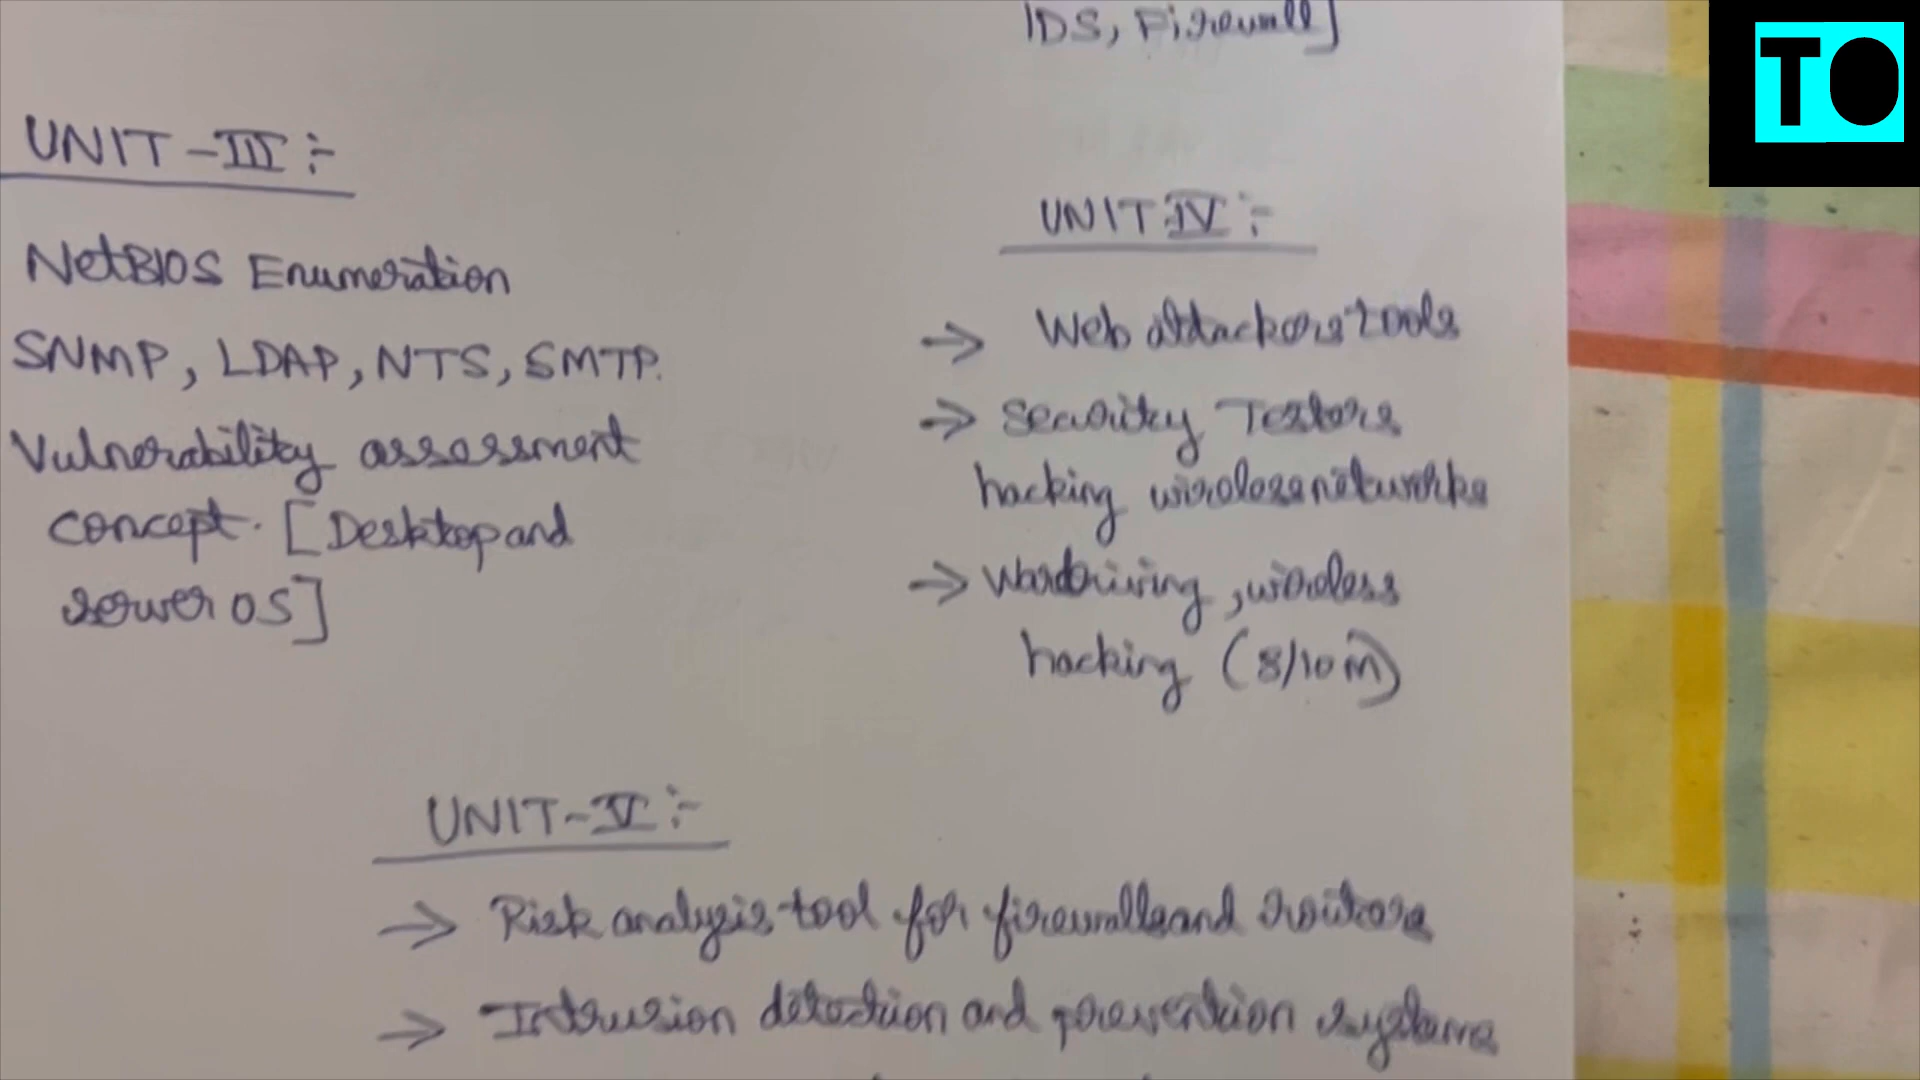 IDS, Firewall]
TO
UNIT-III :-
NetBIOS Enumeration
SNMP, LDAP, NTS, SMTP.
Vulnerability assessment
concept. [Desktop and
server OS]
UNIT IV :-
→ Web attackers tools
→ Security Testers
hacking wireless networks
→ Wardriving, wireless
hacking (8/10 m)
UNIT-V :-
→ Risk analysis tool for firewalls and routers
→ Intrusion detection and prevention systems